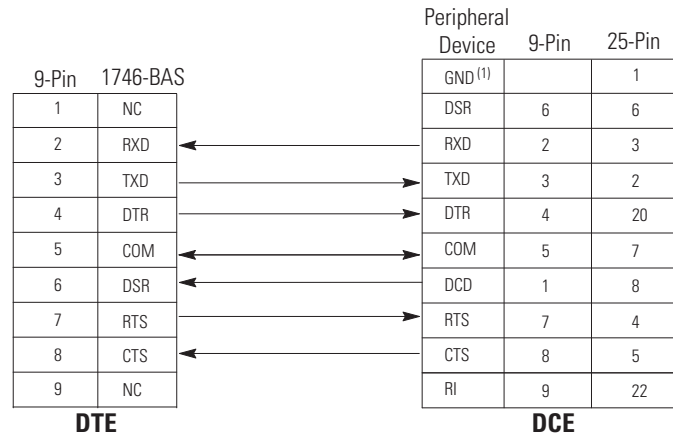 Peripheral
Device 9-Pin 25-Pin
9-Pin 1746-BAS
GND (1) 1
1 NC
DSR 6 6
2 RXD
RXD 2 3
3 TXD
TXD 3 2
4 DTR
DTR 4 20
5 COM
COM 5 7
6 DSR
DCD 1 8
7 RTS
RTS 7 4
8 CTS
CTS 8 5
9 NC
RI 9 22
DTE
DCE